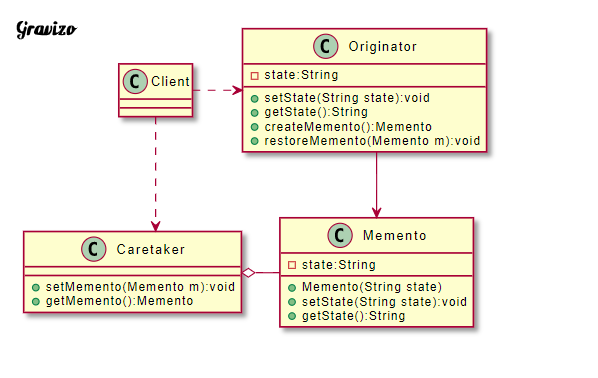 Gravizo
C Client
C Originator
state:String
setState(String state):void
getState():String
createMemento():Memento
restoreMemento(Memento m):void
C Caretaker
setMemento(Memento m):void
getMemento():Memento
C Memento
state:String
Memento(String state)
setState(String state):void
getState():String